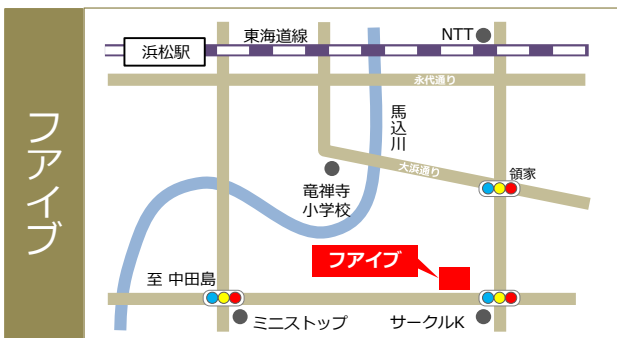 フアイブ
東海道線
NTT
浜松駅
永代通り
馬込川
大浜通り
領家
竜禅寺
小学校
フアイブ
至 中田島
ミニストップ
サークルK